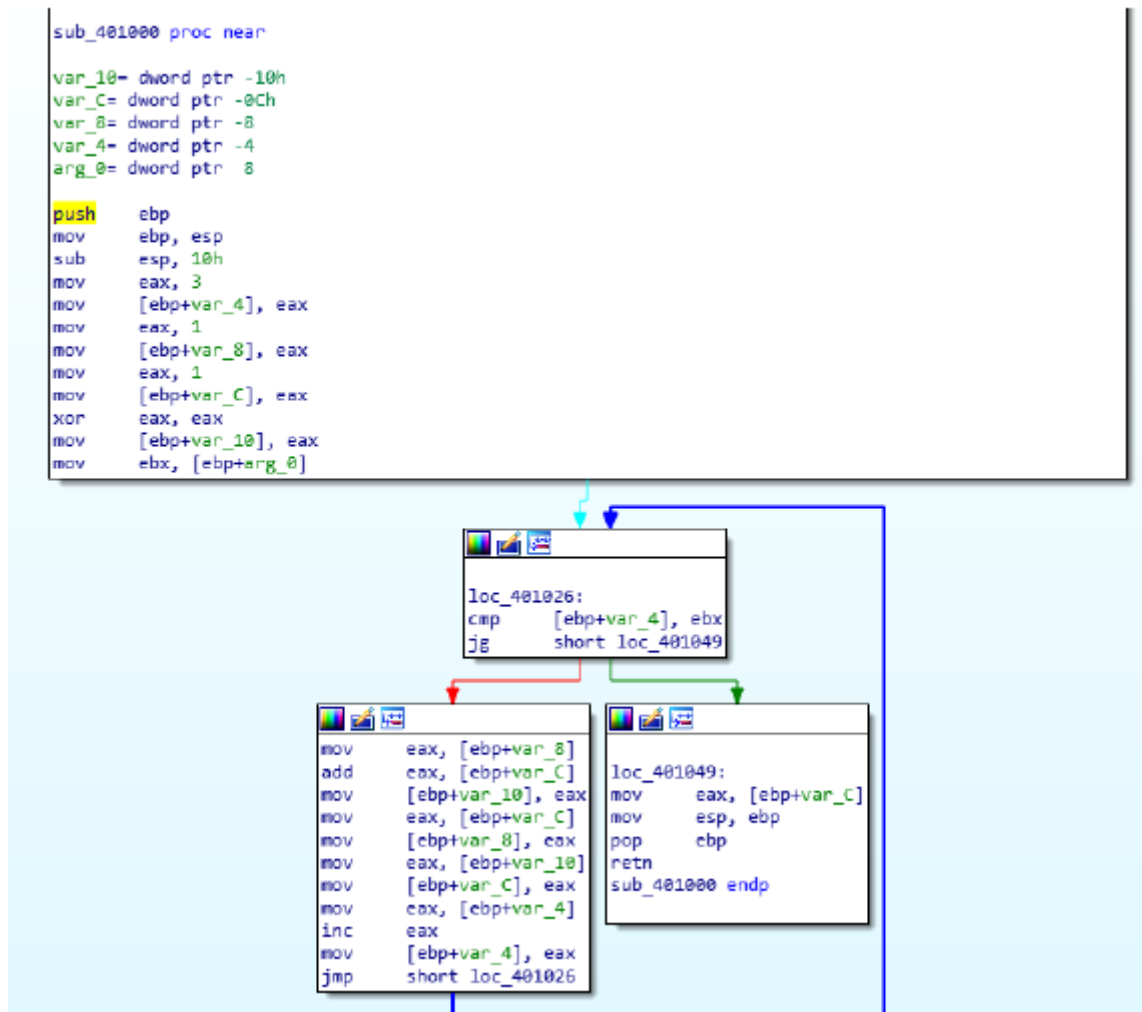 sub_401000 proc near
var_10= dword ptr -10h
var_C= dword ptr -0Ch
var_8= dword ptr -8
var_4= dword ptr -4
arg_0= dword ptr 8
push ebp
mov ebp, esp
sub esp, 10h
mov eax, 3
mov [ebp+var_4], eax
mov eax, 1
mov [ebp+var_8], eax
mov eax, 1
mov [ebp+var_C], eax
xor eax, eax
mov [ebp+var_10], eax
mov ebx, [ebp+arg_0]
loc_401026:
cmp [ebp+var_4], ebx
jg short loc_401049
mov eax, [ebp+var_8]
add eax, [ebp+var_C]
mov [ebp+var_10], eax
mov eax, [ebp+var_C]
mov [ebp+var_8], eax
mov eax, [ebp+var_10]
mov [ebp+var_C], eax
mov eax, [ebp+var_4]
inc eax
mov [ebp+var_4], eax
jmp short loc_401026
loc_401049:
mov eax, [ebp+var_C]
mov esp, ebp
pop ebp
retn
sub_401000 endp